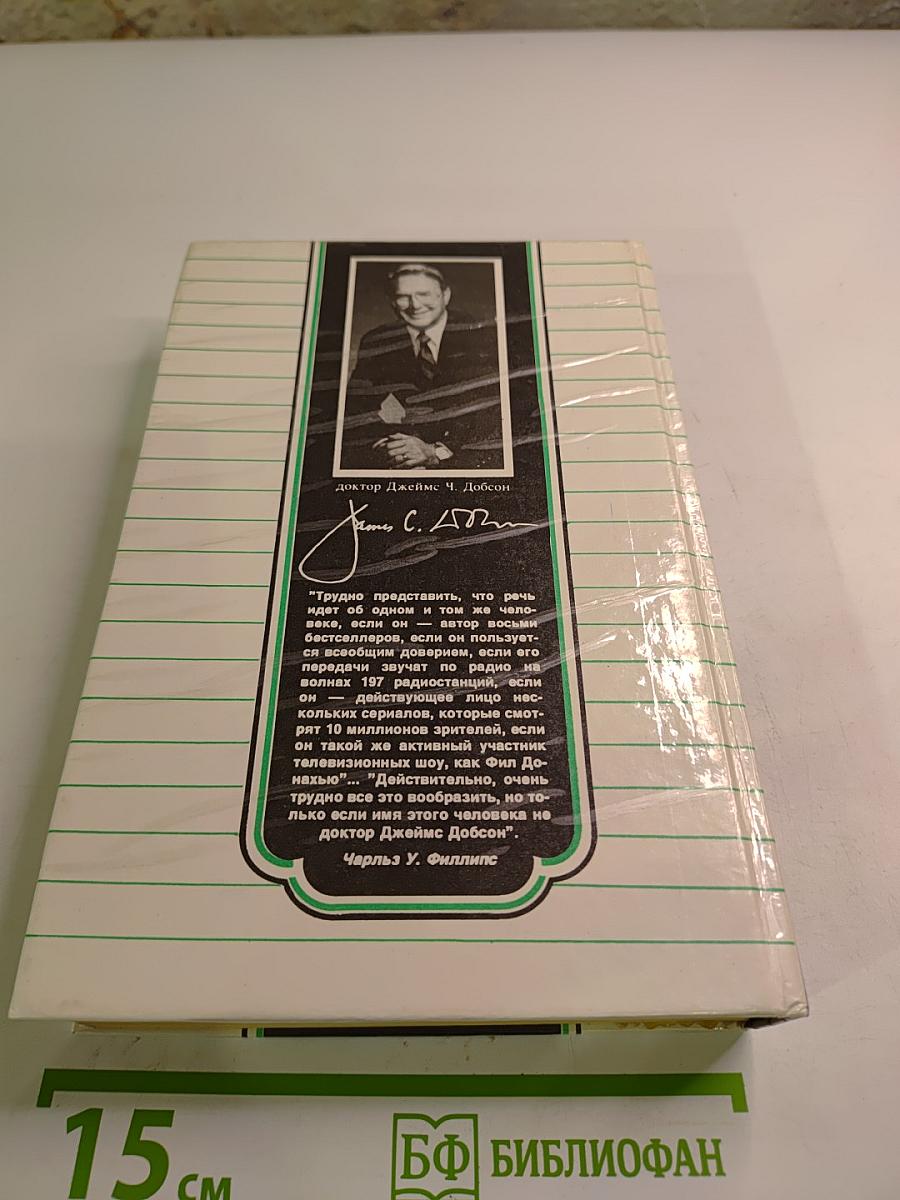 доктор Джеймс Ч. Добсон
James C. Dobson
"Трудно представить, что речь
идет об одном и том же чело-
веке, если он — автор восьми
бестселлеров, если он пользует-
ся всеобщим доверием, если его
передачи звучат по радио на
волнах 197 радиостанций, если
он — действующее лицо нес-
кольких сериалов, которые смот-
рят 10 миллионов зрителей, если
он такой же активный участник
телевизионных шоу, как Фил До-
нахью"... "Действительно, очень
трудно все это вообразить, но то-
лько если имя этого человека не
доктор Джеймс Добсон".
Чарльз У. Филлипс
15 см
БФ БИБЛИОФАН